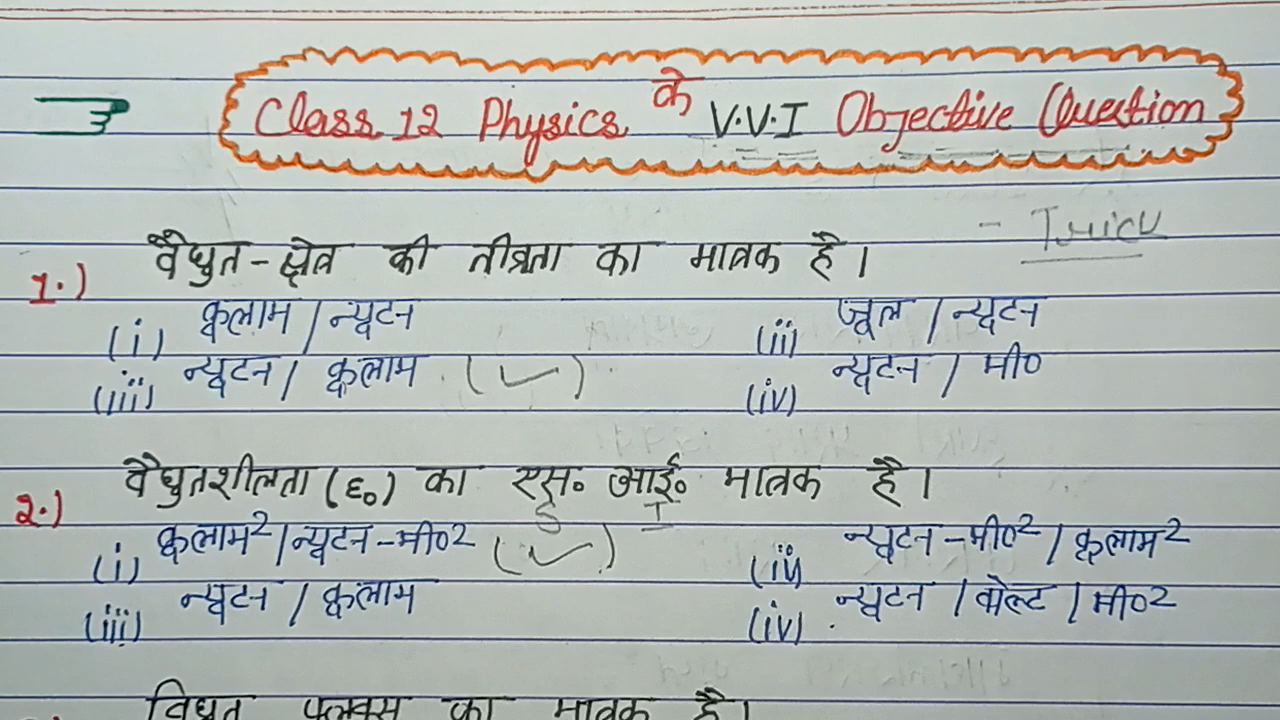 Class 12 Physics के V.V.I Objective Question
- Trick
1.) वैधुत-क्षेत्र की तीव्रता का मात्रक है।
(i) कूलाम / न्यूटन (ii) जूल / न्यूटन
(iii) न्यूटन / कूलाम (✓) (iv) न्यूटन / मी०
2.) वैधुतशीलता (ε०) का एस० आई० मात्रक है।
S I
(i) कूलाम² / न्यूटन-मी०² (✓) (ii) न्यूटन-मी०² / कूलाम²
(iii) न्यूटन / कूलाम (iv) न्यूटन / वोल्ट / मी०²
विधुत फ्लक्स का मात्रक है।